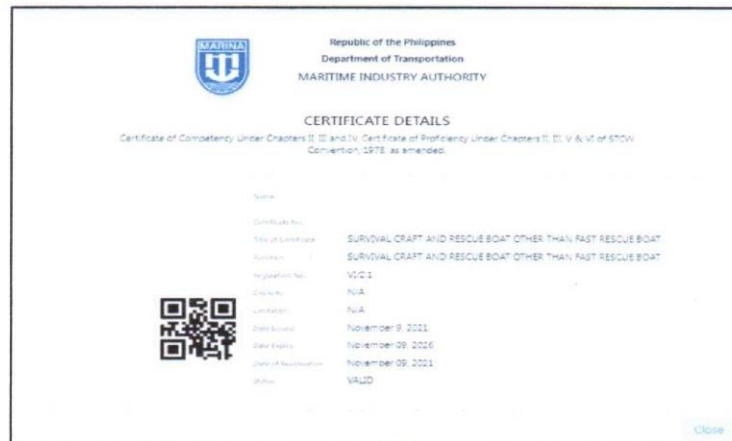 MARINA
Republic of the Philippines
Department of Transportation
MARITIME INDUSTRY AUTHORITY
CERTIFICATE DETAILS
Certificate of Competency Under Chapters II, III and IV, Certificate of Proficiency Under Chapters II, III, V & VI of STCW
Convention, 1978, as amended.
Name
Certificate No.
Title of Certificate SURVIVAL CRAFT AND RESCUE BOAT OTHER THAN FAST RESCUE BOAT
Function SURVIVAL CRAFT AND RESCUE BOAT OTHER THAN FAST RESCUE BOAT
Regulation No. VI/2.1
Capacity N/A
Limitation N/A
Date Issued November 9, 2021
Date Expiry November 09, 2026
Date of Registration November 09, 2021
Status VALID
Close